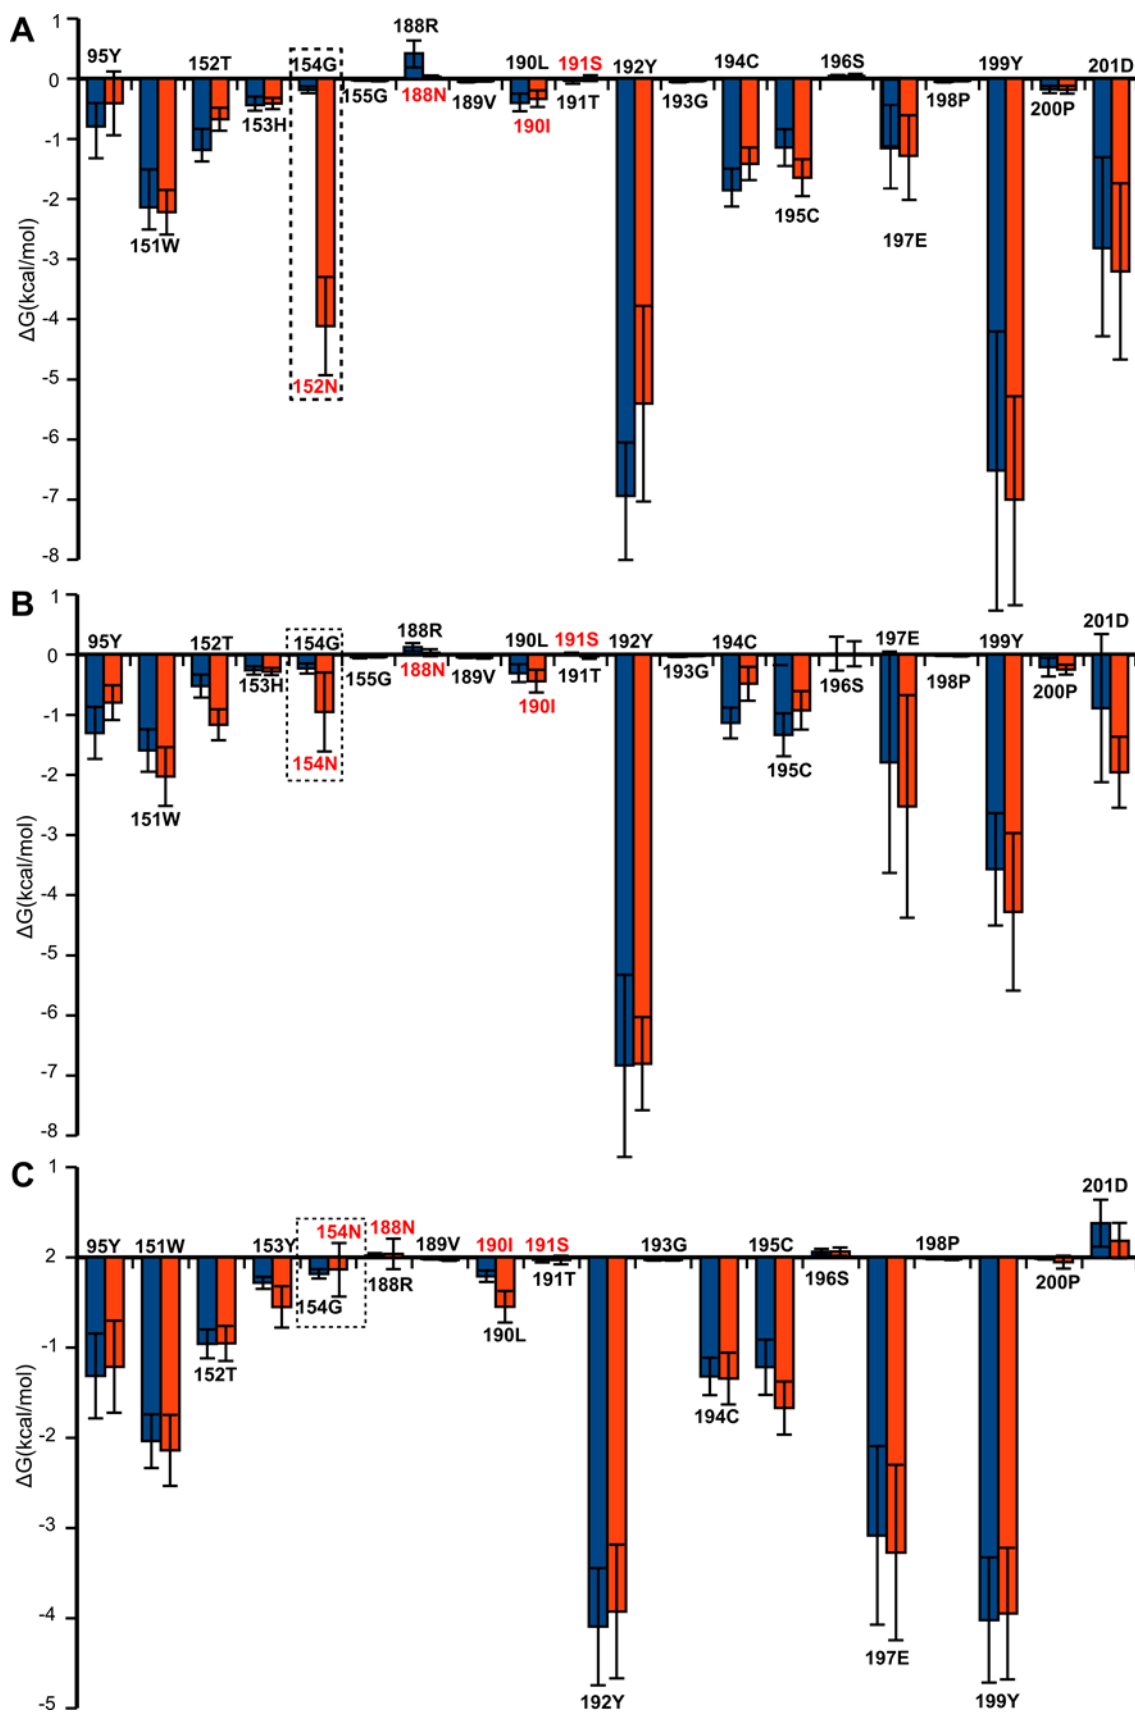 A
1
0
-1
-2
-3
-4
-5
-6
-7
-8
ΔG(kcal/mol)
95Y
151W
152T
153H
154G
152N
155G
188R
188N
189V
190L
190I
191S
191T
192Y
193G
194C
195C
196S
197E
198P
199Y
200P
201D
B
1
0
-1
-2
-3
-4
-5
-6
-7
-8
ΔG(kcal/mol)
95Y
151W
152T
153H
154G
154N
155G
188R
188N
189V
190L
190I
191S
191T
192Y
193G
194C
195C
196S
197E
198P
199Y
200P
201D
C
1
2
-1
-2
-3
-4
-5
ΔG(kcal/mol)
95Y
151W
152T
153Y
154N
154G
188N
188R
189V
190I
190L
191S
191T
192Y
193G
194C
195C
196S
197E
198P
199Y
200P
201D